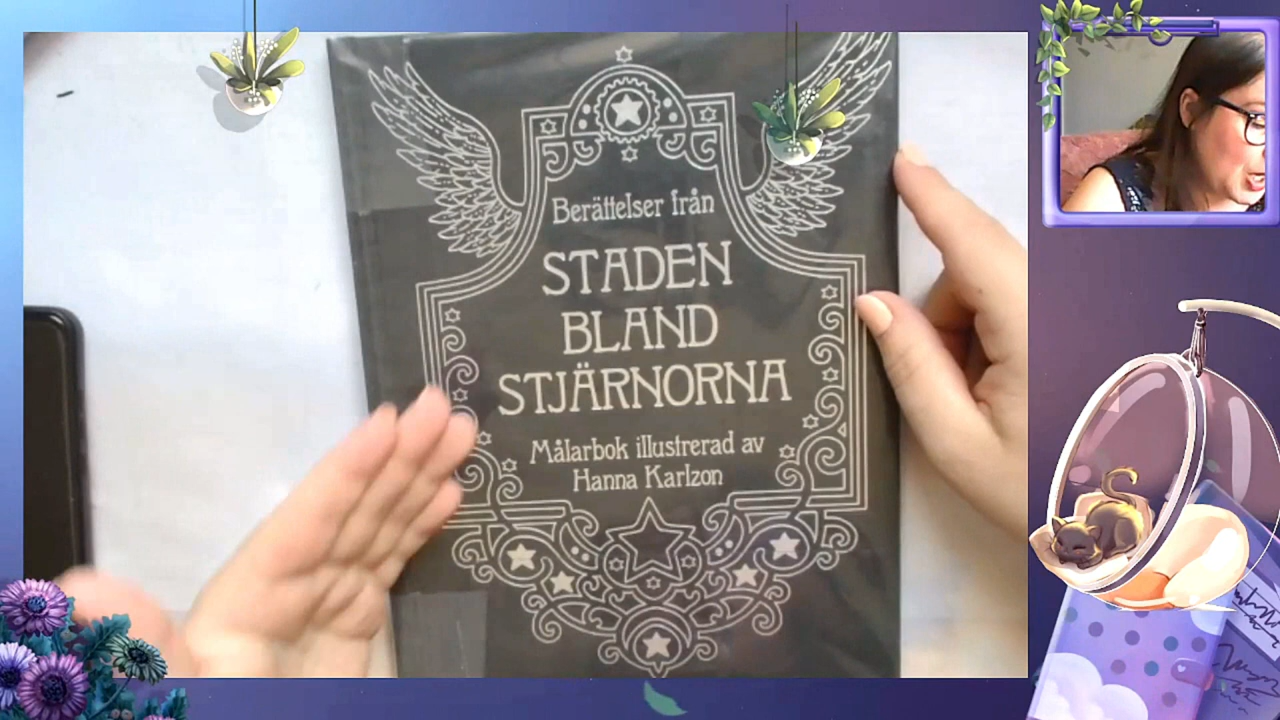 Berättelser från
STADEN
BLAND
STJÄRNORNA
Målarbok illustrerad av
Hanna Karlzon